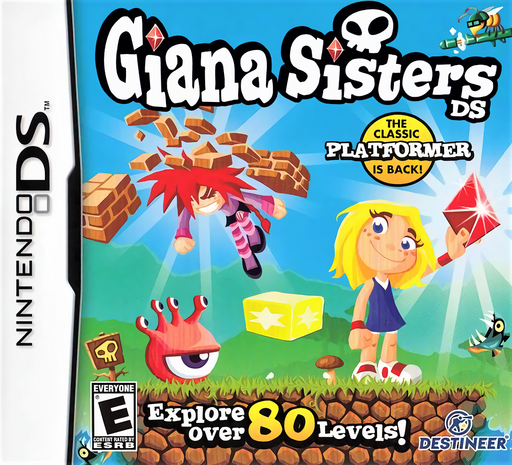 Giana Sisters
DS
THE
CLASSIC
PLATFORMER
IS BACK!
NINTENDO DS™
EVERYONE
E
CONTENT RATED BY
ESRB
Explore
over 80 Levels!
DESTINEER